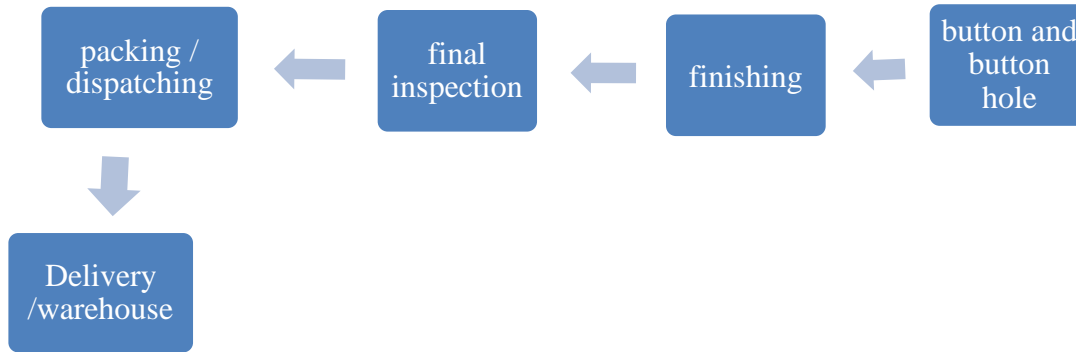 packing /
dispatching
final
inspection
finishing
button and
button
hole
Delivery
/warehouse